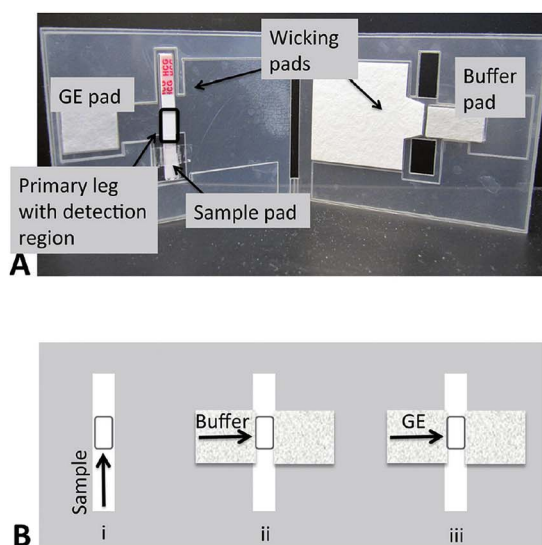 Wicking
pads
GE pad
Buffer
pad
Primary leg
with detection
region
Sample pad
A
Buffer
GE
Sample
i
ii
iii
B